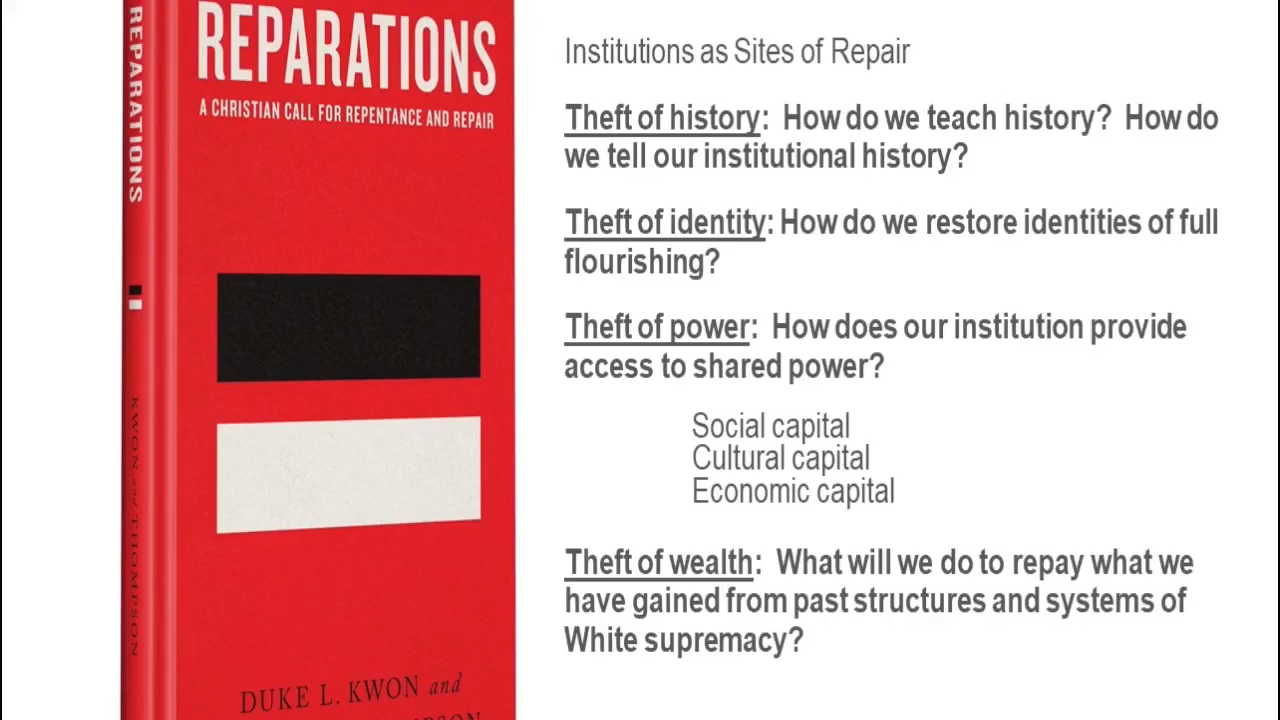 REPARATIONS
REPARATIONS
A CHRISTIAN CALL FOR REPENTANCE AND REPAIR
KWON and THOMPSON
DUKE L. KWON and
Institutions as Sites of Repair
Theft of history:  How do we teach history?  How do
we tell our institutional history?
Theft of identity: How do we restore identities of full
flourishing?
Theft of power:  How does our institution provide
access to shared power?
Social capital
Cultural capital
Economic capital
Theft of wealth:  What will we do to repay what we
have gained from past structures and systems of
White supremacy?